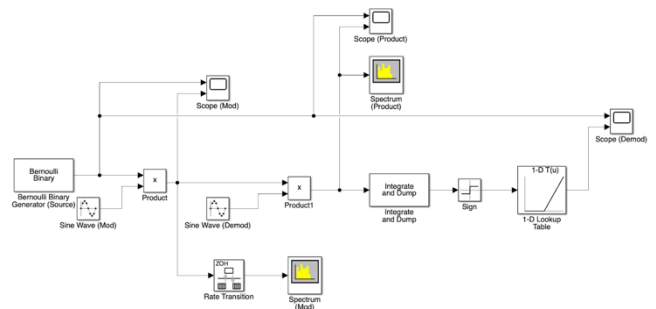 Scope (Product)
Scope (Mod)
Spectrum
(Product)
Scope (Demod)
Bernoulli
Binary
Bernoulli Binary
Generator (Source)
Sine Wave (Mod)
x
Product
Sine Wave (Demod)
x
Product1
Integrate
and Dump
Integrate
and Dump
Sign
1-D T(u)
1-D Lookup
Table
ZOH
Rate Transition
Spectrum
(Mod)